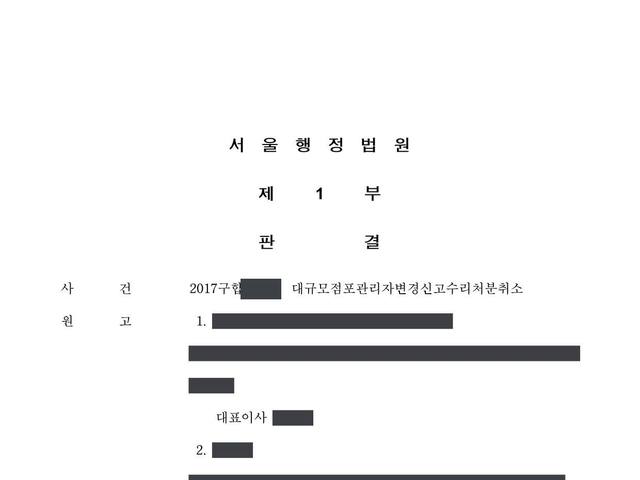 서 울 행 정 법 원
제 1 부
판 결
사 건 2017구합 대규모점포관리자변경신고수리처분취소
원 고 1.
대표이사
2.